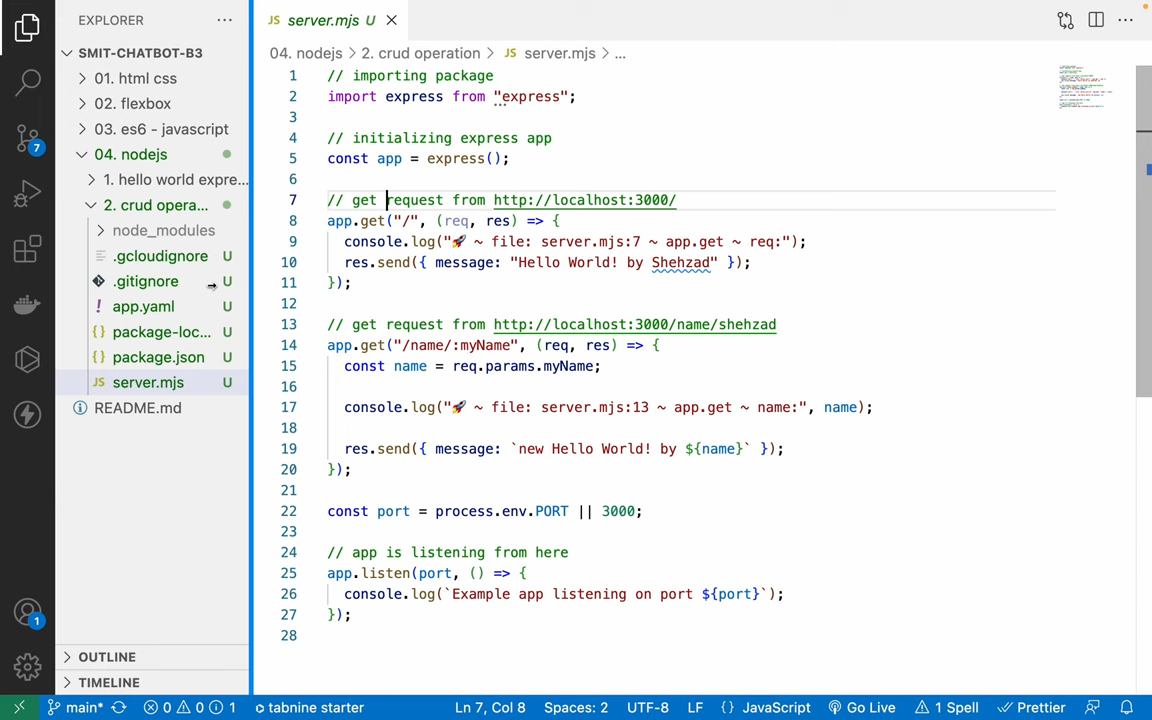 EXPLORER
SMIT-CHATBOT-B3
01. html css
02. flexbox
03. es6 - javascript
04. nodejs
1. hello world expre...
2. crud opera...
node_modules
.gcloudignore U
.gitignore U
app.yaml U
package-loc... U
package.json U
server.mjs U
README.md
OUTLINE
TIMELINE
7
1
JS server.mjs U
04. nodejs > 2. crud operation > JS server.mjs > ...
1 // importing package
2 import express from "express";
3
4 // initializing express app
5 const app = express();
6
7 // get request from http://localhost:3000/
8 app.get("/", (req, res) => {
9 console.log("🚀 ~ file: server.mjs:7 ~ app.get ~ req:");
10 res.send({ message: "Hello World! by Shehzad" });
11 });
12
13 // get request from http://localhost:3000/name/shehzad
14 app.get("/name/:myName", (req, res) => {
15 const name = req.params.myName;
16
17 console.log("🚀 ~ file: server.mjs:13 ~ app.get ~ name:", name);
18
19 res.send({ message: `new Hello World! by ${name}` });
20 });
21
22 const port = process.env.PORT || 3000;
23
24 // app is listening from here
25 app.listen(port, () => {
26 console.log(`Example app listening on port ${port}`);
27 });
28
main* 0 0 1 tabnine starter Ln 7, Col 8 Spaces: 2 UTF-8 LF {} JavaScript Go Live 1 Spell Prettier